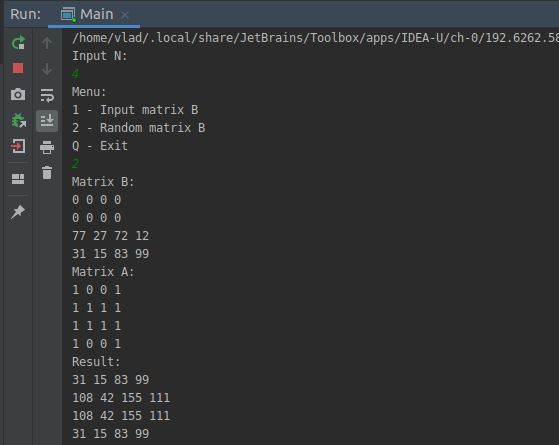 Run: Main
/home/vlad/.local/share/JetBrains/Toolbox/apps/IDEA-U/ch-0/192.6262.58
Input N:
4
Menu:
1 - Input matrix B
2 - Random matrix B
Q - Exit
2
Matrix B:
0 0 0 0
0 0 0 0
77 27 72 12
31 15 83 99
Matrix A:
1 0 0 1
1 1 1 1
1 1 1 1
1 0 0 1
Result:
31 15 83 99
108 42 155 111
108 42 155 111
31 15 83 99